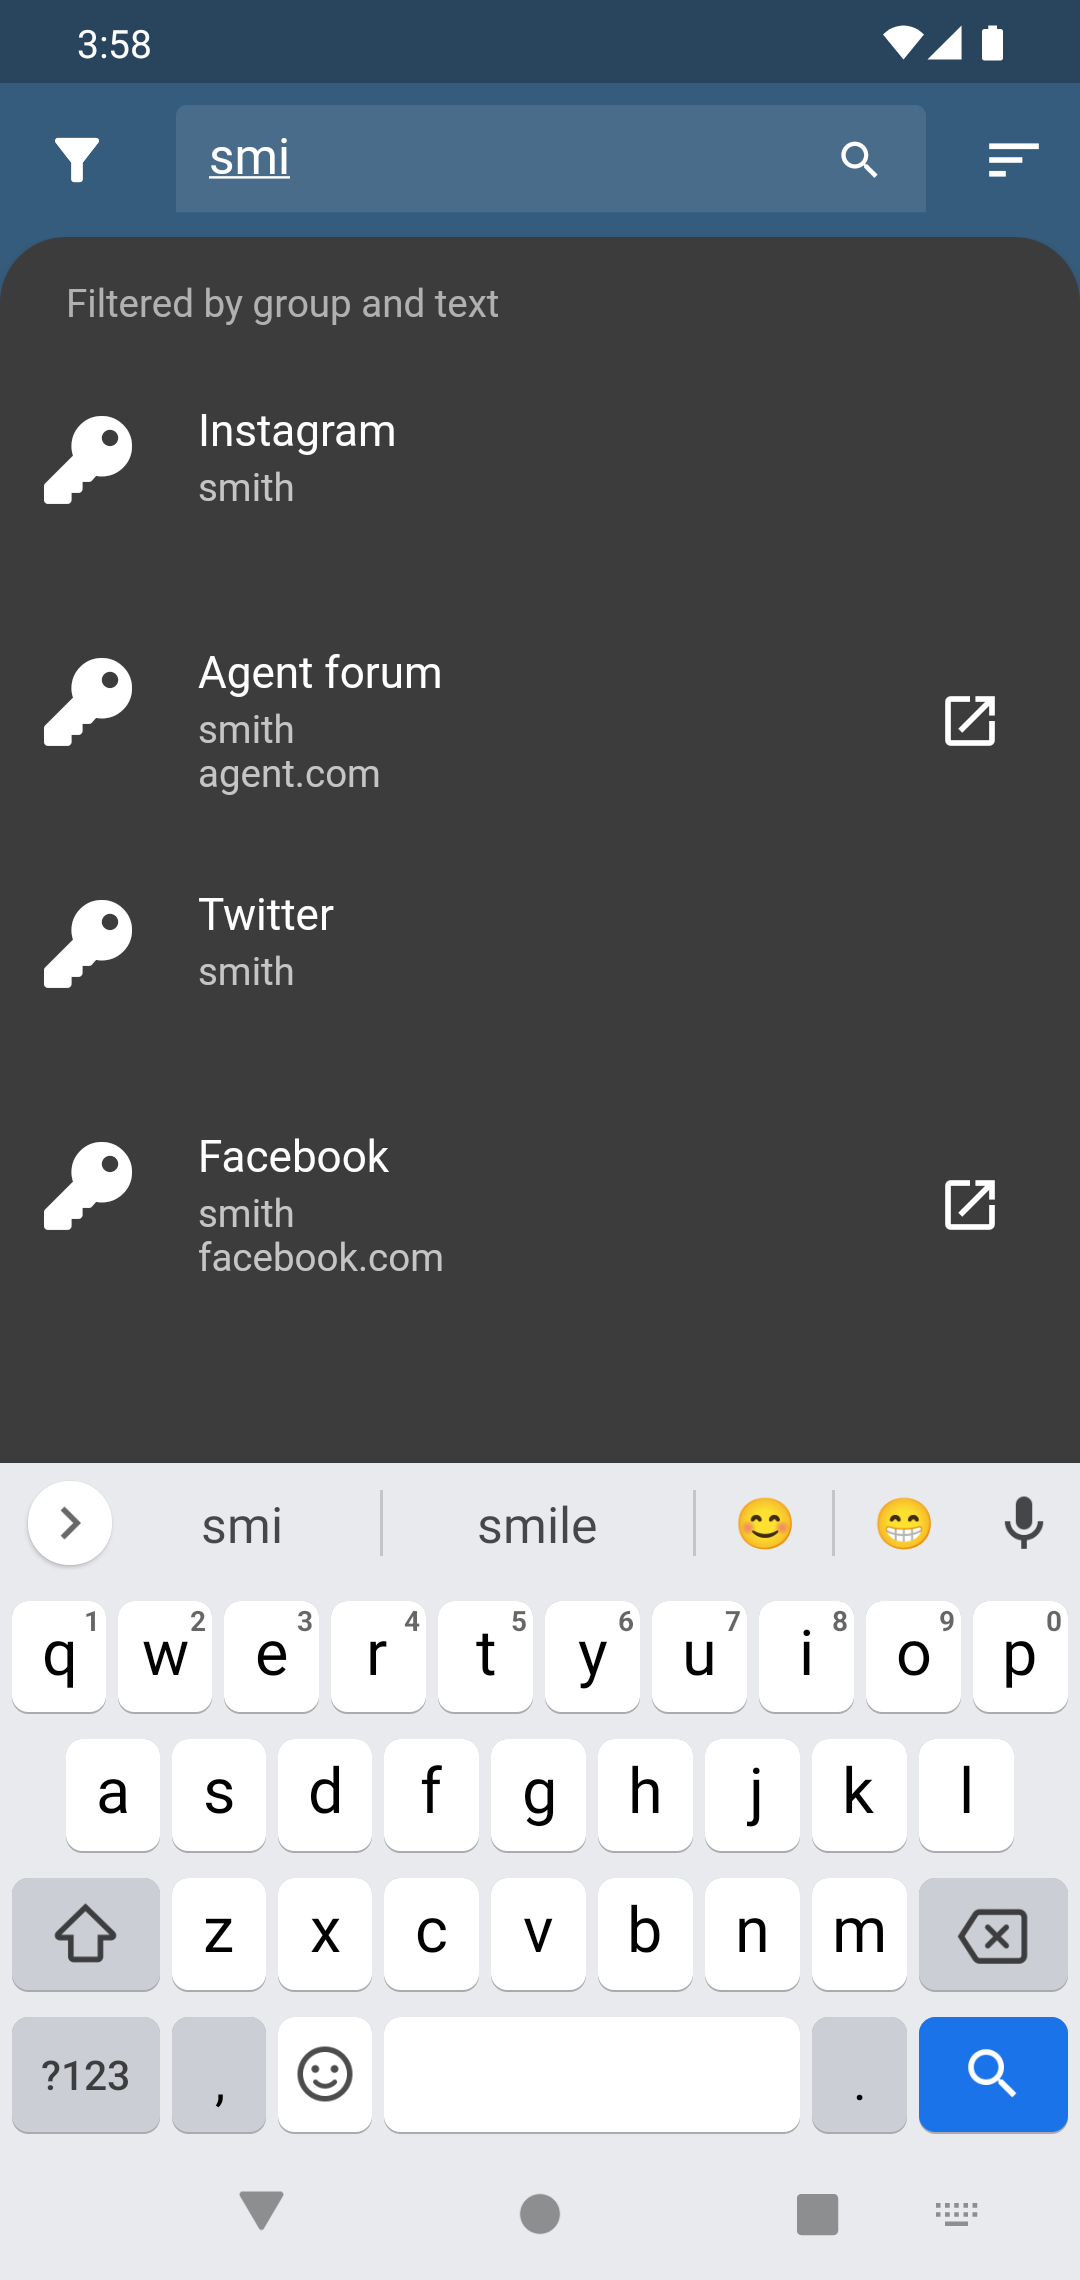 3:58
smi
Filtered by group and text
Instagram
smith
Agent forum
smith
agent.com
Twitter
smith
Facebook
smith
facebook.com
smi smile
1 2 3 4 5 6 7 8 9 0
q w e r t y u i o p
a s d f g h j k l
z x c v b n m
?123 , .